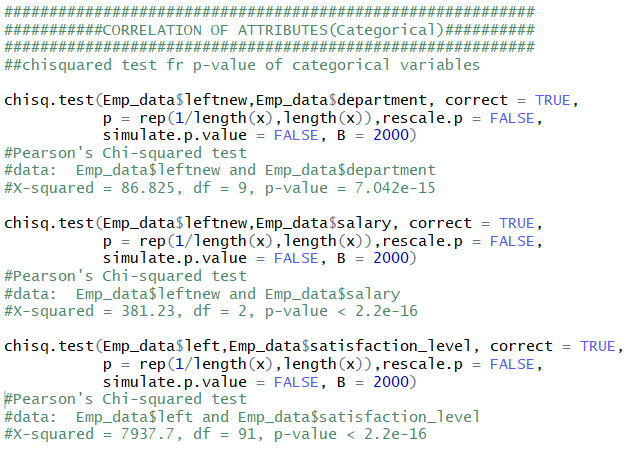 ###########################################################
###########CORRELATION OF ATTRIBUTES(Categorical)##########
###########################################################
##chisquared test fr p-value of categorical variables
chisq.test(Emp_data$leftnew,Emp_data$department, correct = TRUE,
p = rep(1/length(x),length(x)),rescale.p = FALSE,
simulate.p.value = FALSE, B = 2000)
#Pearson's Chi-squared test
#data:  Emp_data$leftnew and Emp_data$department
#X-squared = 86.825, df = 9, p-value = 7.042e-15
chisq.test(Emp_data$leftnew,Emp_data$salary, correct = TRUE,
p = rep(1/length(x),length(x)),rescale.p = FALSE,
simulate.p.value = FALSE, B = 2000)
#Pearson's Chi-squared test
#data:  Emp_data$leftnew and Emp_data$salary
#X-squared = 381.23, df = 2, p-value < 2.2e-16
chisq.test(Emp_data$left,Emp_data$satisfaction_level, correct = TRUE,
p = rep(1/length(x),length(x)),rescale.p = FALSE,
simulate.p.value = FALSE, B = 2000)
#Pearson's Chi-squared test
#data:  Emp_data$left and Emp_data$satisfaction_level
#X-squared = 7937.7, df = 91, p-value < 2.2e-16